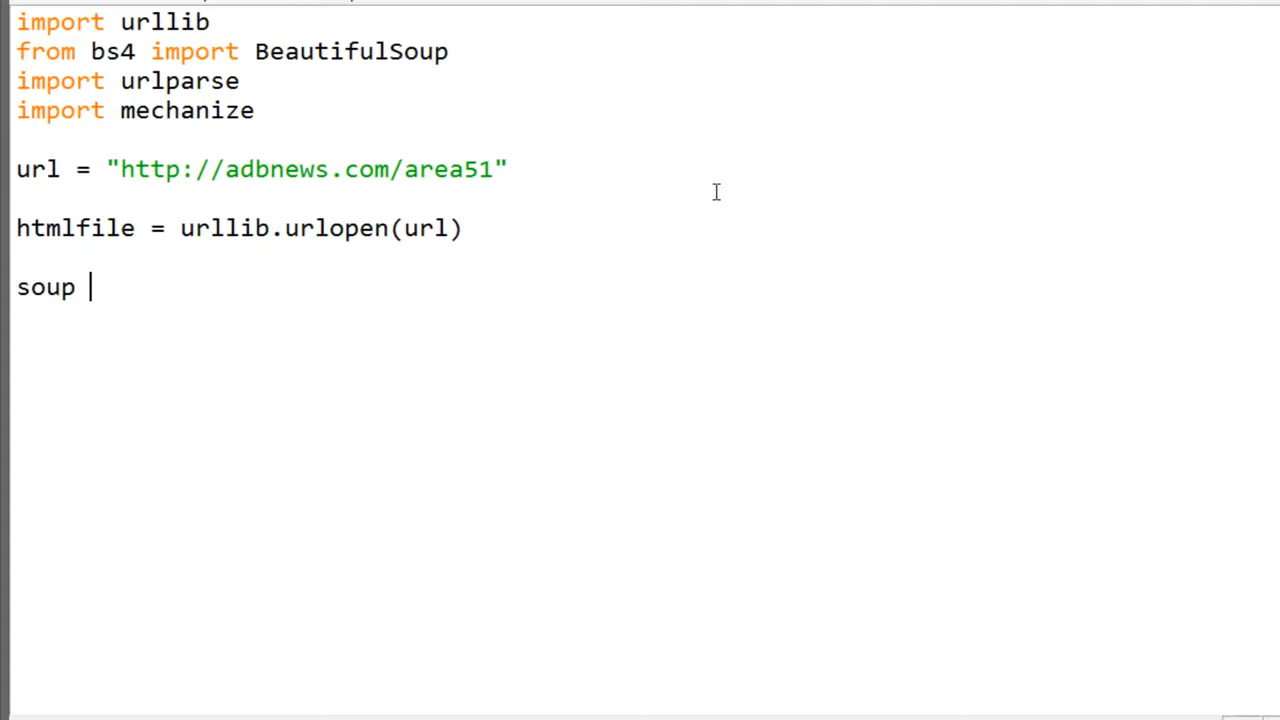 import urllib
from bs4 import BeautifulSoup
import urlparse
import mechanize
url = "http://adbnews.com/area51"
htmlfile = urllib.urlopen(url)
soup